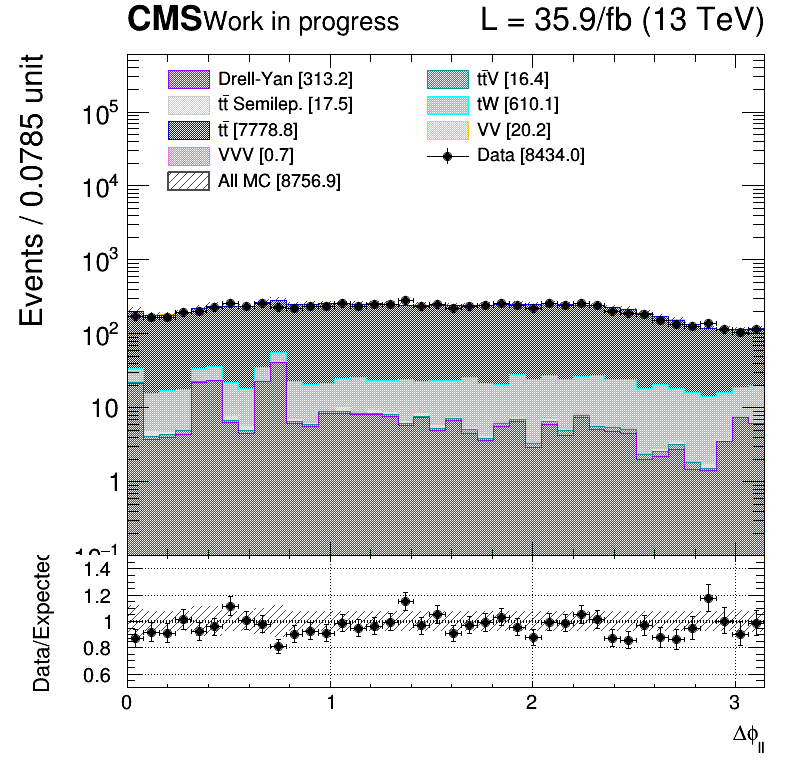 CMS Work in progress L = 35.9/fb (13 TeV)
Events / 0.0785 unit
Drell-Yan [313.2]
tt̄ Semilep. [17.5]
tt̄ [7778.8]
VVV [0.7]
All MC [8756.9]
tt̄V [16.4]
tW [610.1]
VV [20.2]
Data [8434.0]
10⁵
10⁴
10³
10²
10
1
10⁻¹
Data/Expected
1.4
1.2
1
0.8
0.6
0 1 2 3
Δϕ_ll